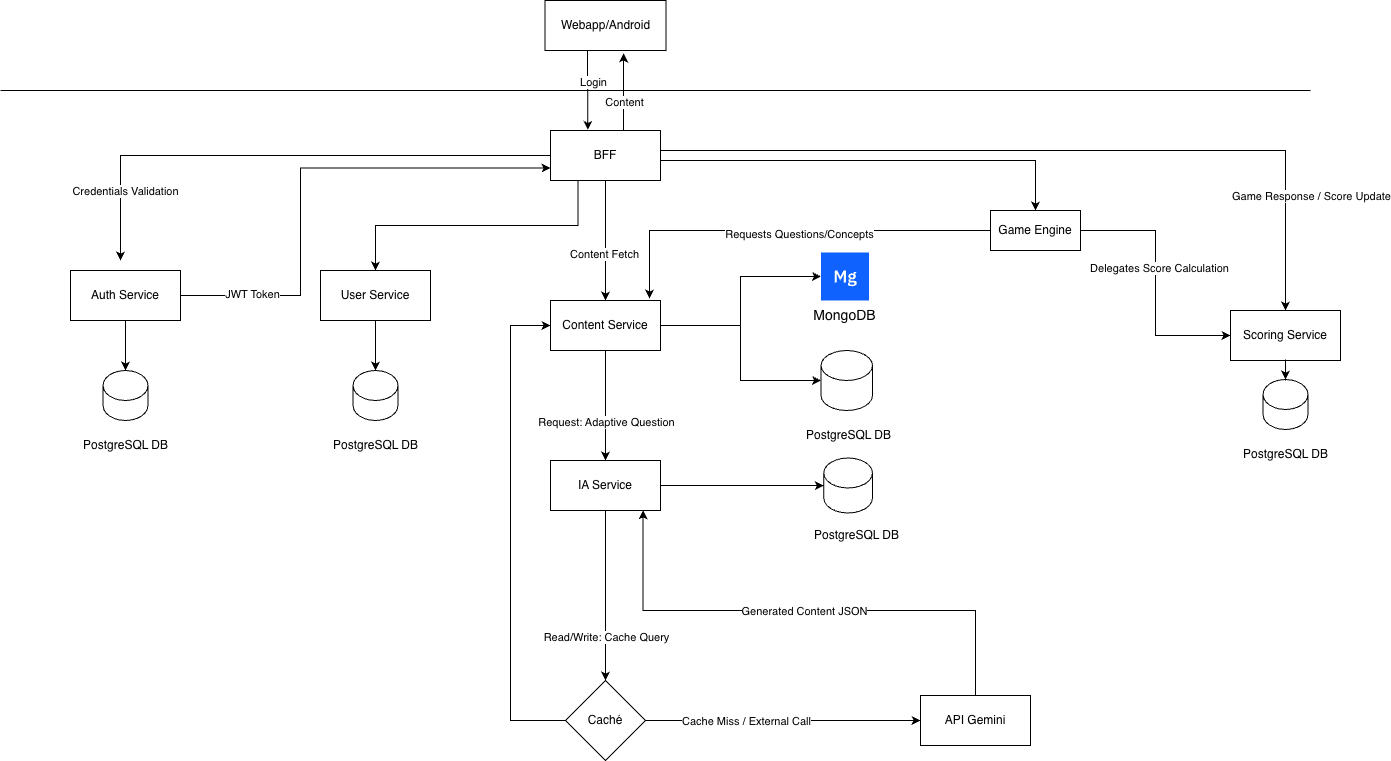 Webapp/Android
Login
Content
BFF
Credentials Validation
Game Response / Score Update
Game Engine
Requests Questions/Concepts
Content Fetch
Delegates Score Calculation
Mg
MongoDB
Auth Service
JWT Token
User Service
Content Service
Scoring Service
PostgreSQL DB
PostgreSQL DB
PostgreSQL DB
PostgreSQL DB
Request: Adaptive Question
IA Service
PostgreSQL DB
Generated Content JSON
Read/Write: Cache Query
Caché
Cache Miss / External Call
API Gemini